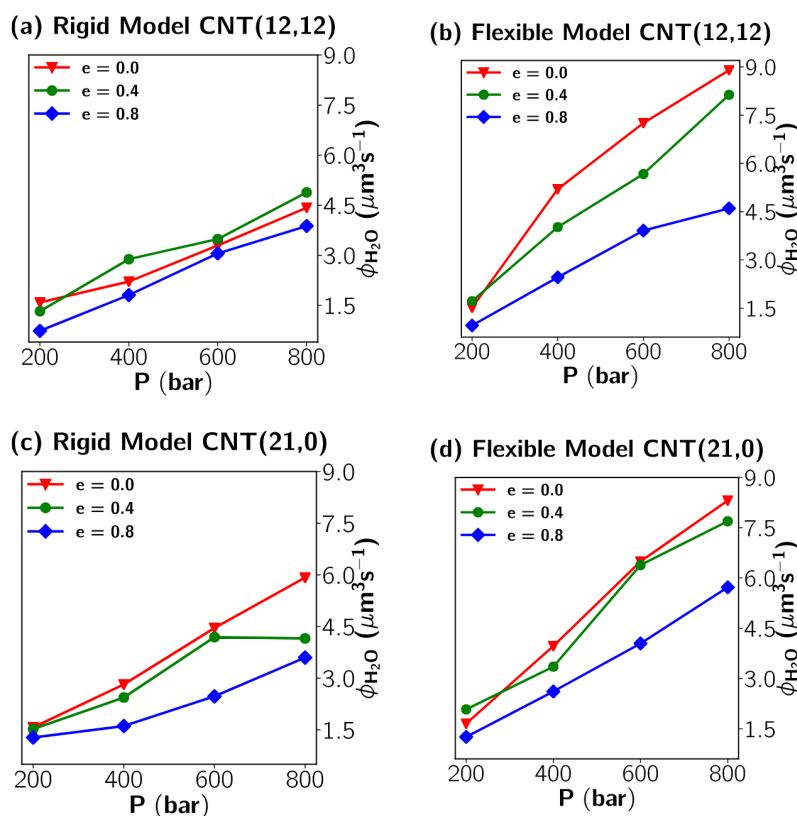 (a) Rigid Model CNT(12,12)
e = 0.0
e = 0.4
e = 0.8
9.0
7.5
6.0
4.5
3.0
1.5
ϕH₂O (μm³s⁻¹)
200 400 600 800
P (bar)
(b) Flexible Model CNT(12,12)
e = 0.0
e = 0.4
e = 0.8
9.0
7.5
6.0
4.5
3.0
1.5
ϕH₂O (μm³s⁻¹)
200 400 600 800
P (bar)
(c) Rigid Model CNT(21,0)
e = 0.0
e = 0.4
e = 0.8
9.0
7.5
6.0
4.5
3.0
1.5
ϕH₂O (μm³s⁻¹)
200 400 600 800
P (bar)
(d) Flexible Model CNT(21,0)
e = 0.0
e = 0.4
e = 0.8
9.0
7.5
6.0
4.5
3.0
1.5
ϕH₂O (μm³s⁻¹)
200 400 600 800
P (bar)